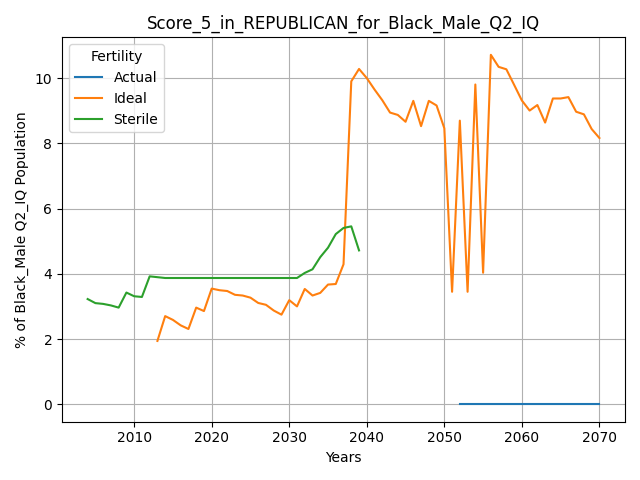 Score_5_in_REPUBLICAN_for_Black_Male_Q2_IQ
Fertility
Actual
Ideal
Sterile
% of Black_Male Q2_IQ Population
10
8
6
4
2
0
2010
2020
2030
2040
2050
2060
2070
Years